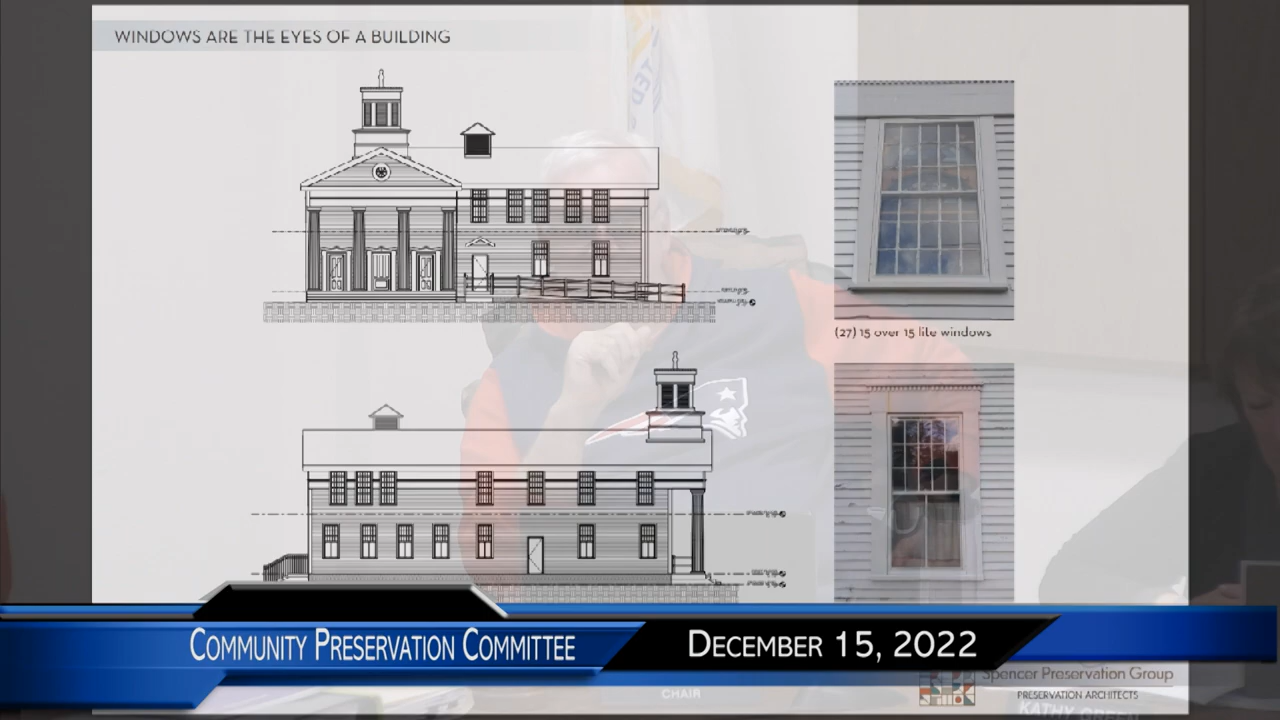 WINDOWS ARE THE EYES OF A BUILDING
(27) 15 over 15 lite windows
COMMUNITY PRESERVATION COMMITTEE
DECEMBER 15, 2022
Spencer Preservation Group
PRESERVATION ARCHITECTS
CHAIR